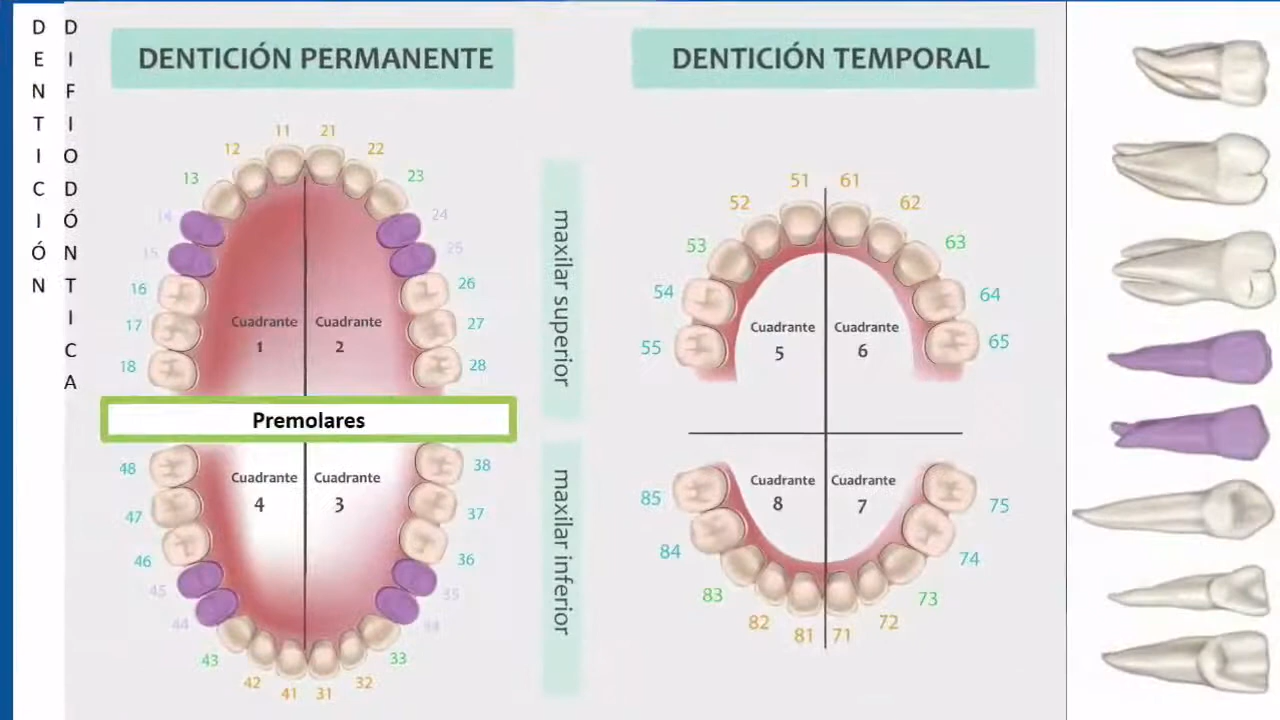 DENTICIÓN
DIFIODÓNTICA
DENTICIÓN PERMANENTE
11 21
12 22
13 23
14 24
15 25
16 26
17 27
18 28
Cuadrante
1
Cuadrante
2
Premolares
48 38
47 37
46 36
45 35
44
43 33
42 32
41 31
Cuadrante
4
Cuadrante
3
maxilar superior
maxilar inferior
DENTICIÓN TEMPORAL
51 61
52 62
53 63
54 64
55 65
Cuadrante
5
Cuadrante
6
Cuadrante
8
Cuadrante
7
85 75
84 74
83 73
82 72
81 71